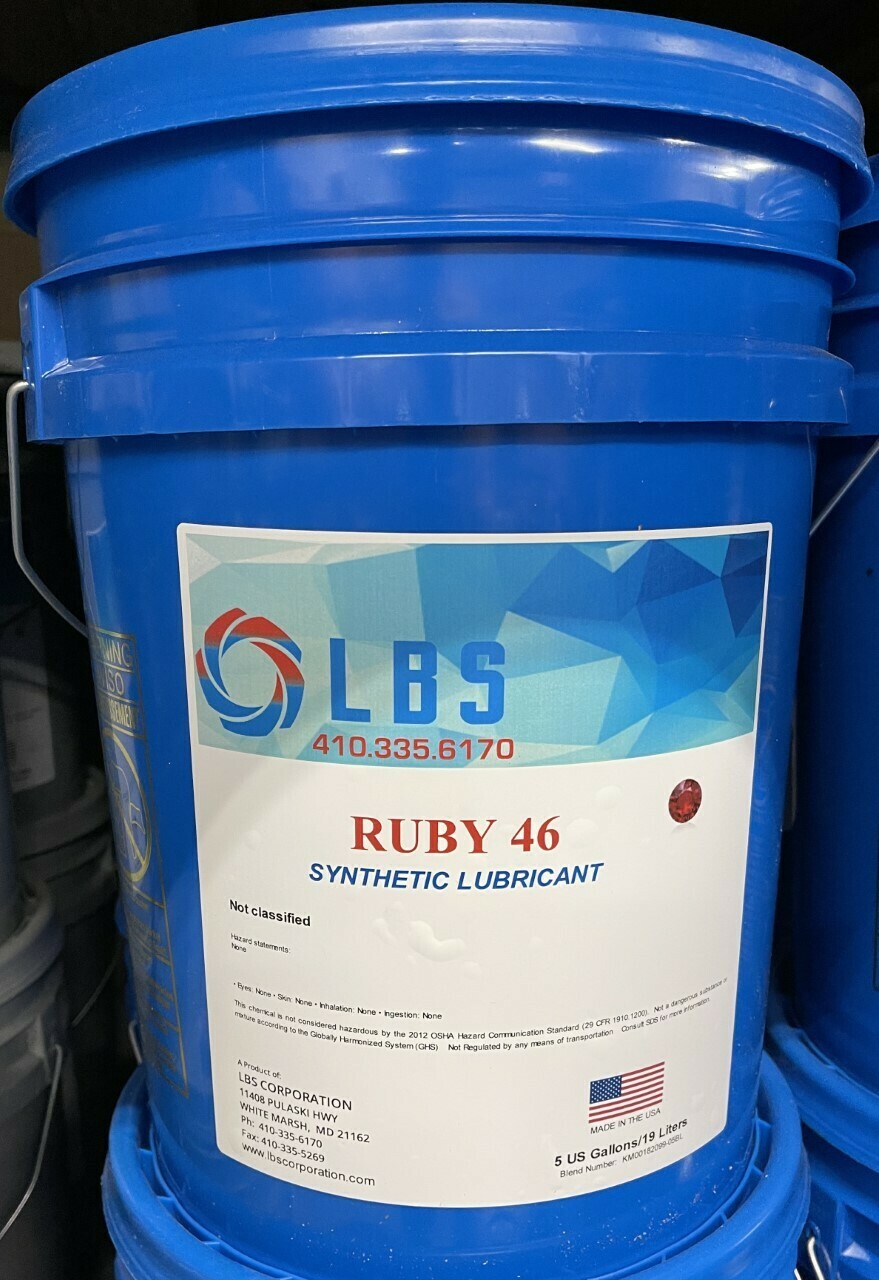 LBS
410.335.6170
RUBY 46
SYNTHETIC LUBRICANT
Not classified
Hazard statements:
None
• Eyes: None • Skin: None • Inhalation: None • Ingestion: None
This chemical is not considered hazardous by the 2012 OSHA Hazard Communication Standard (29 CFR 1910.1200). Not a dangerous substance or
mixture according to the Globally Harmonized System (GHS) Not Regulated by any means of transportation Consult SDS for more information.
A Product of:
LBS CORPORATION
11408 PULASKI HWY
WHITE MARSH, MD 21162
Ph: 410-335-6170
Fax: 410-335-5269
www.lbscorporation.com
MADE IN THE USA
5 US Gallons/19 Liters
Blend Number: KM00182099-05BL